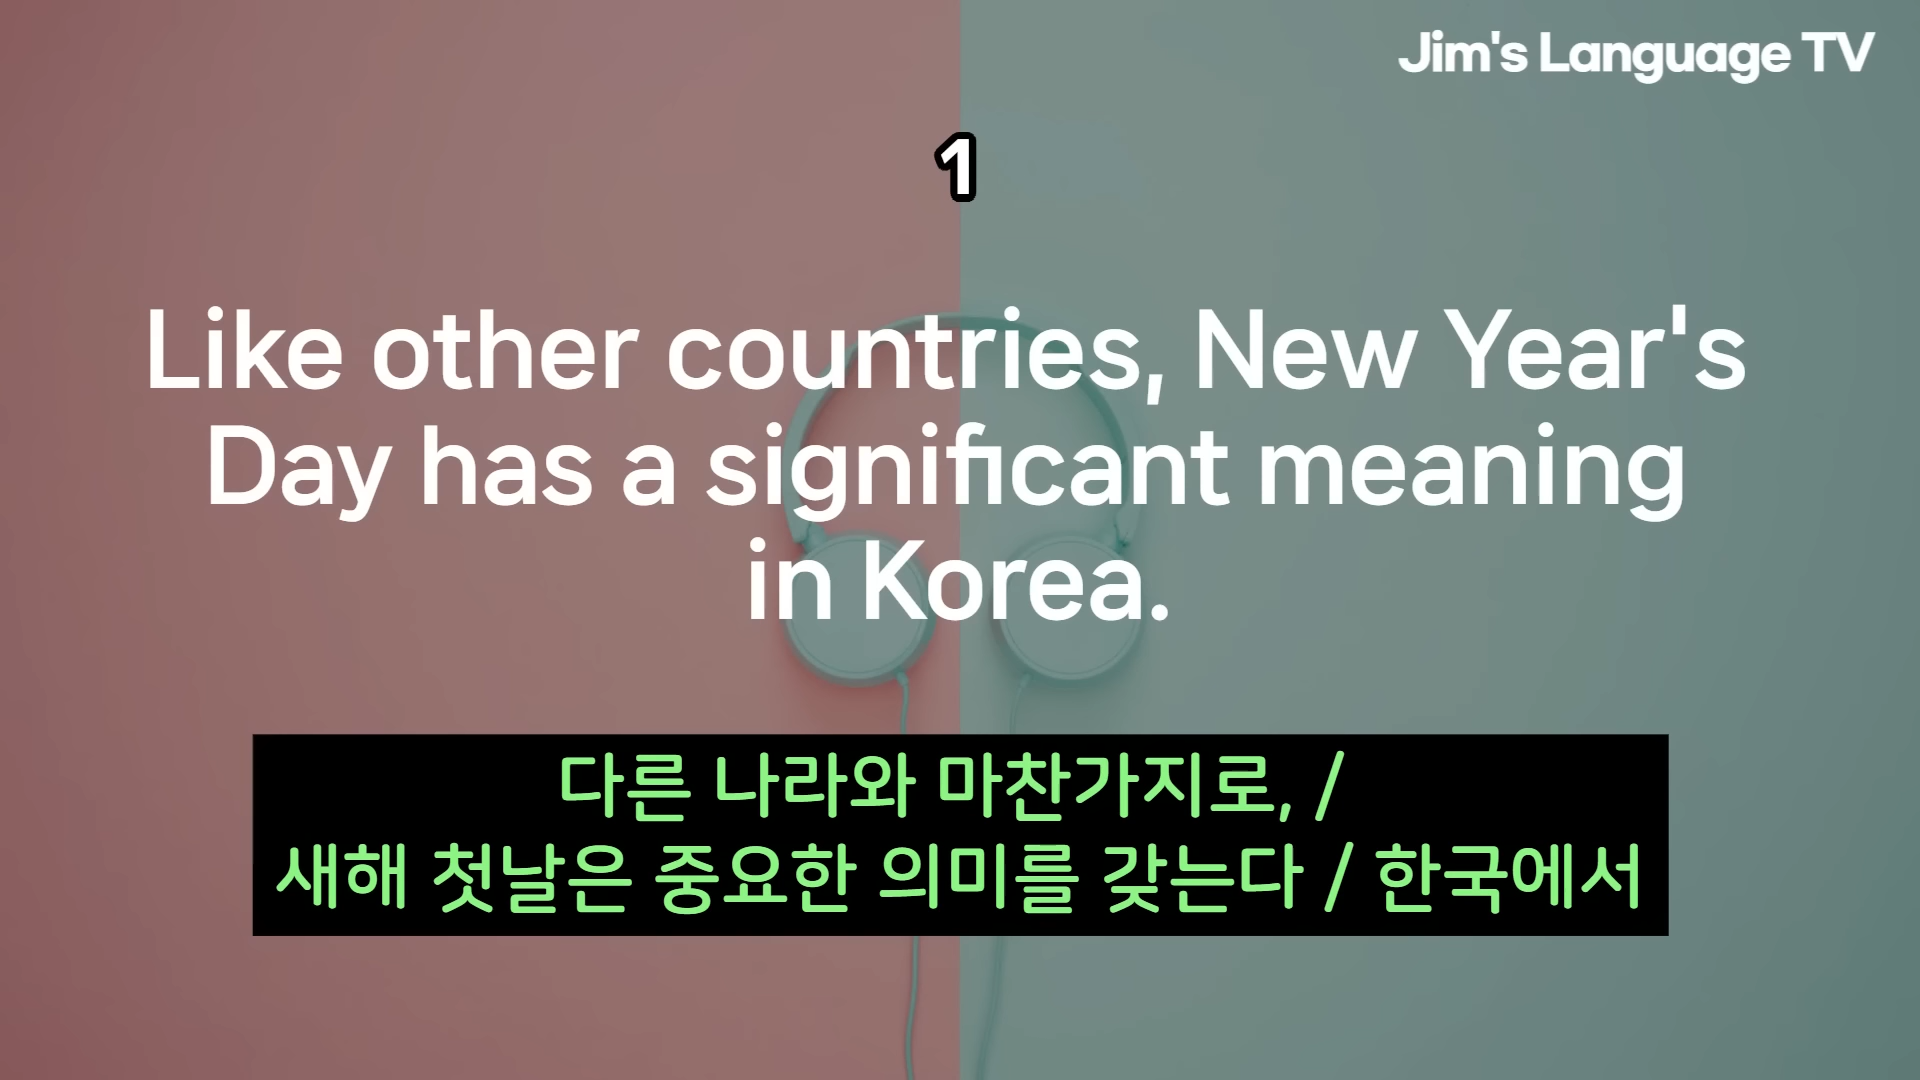 Jim's Language TV
1
Like other countries, New Year's
Day has a significant meaning
in Korea.
다른 나라와 마찬가지로, /
새해 첫날은 중요한 의미를 갖는다 / 한국에서